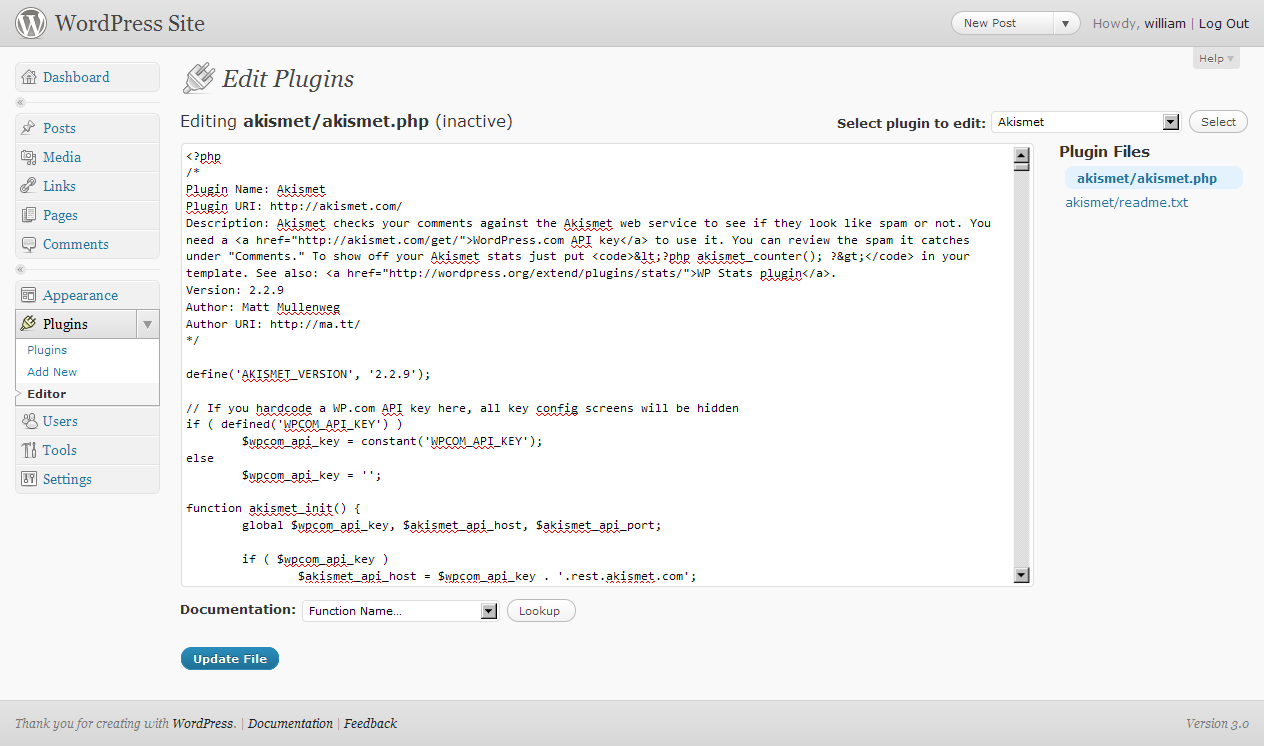 WordPress Site
New Post
Howdy, william | Log Out
Help
Dashboard
Posts
Media
Links
Pages
Comments
Appearance
Plugins
Plugins
Add New
Editor
Users
Tools
Settings
Edit Plugins
Editing akismet/akismet.php (inactive)
Select plugin to edit: Akismet Select
<?php
/*
Plugin Name: Akismet
Plugin URI: http://akismet.com/
Description: Akismet checks your comments against the Akismet web service to see if they look like spam or not. You
need a <a href="http://akismet.com/get/">WordPress.com API key</a> to use it. You can review the spam it catches
under "Comments." To show off your Akismet stats just put <code>&lt;?php akismet_counter(); ?&gt;</code> in your
template. See also: <a href="http://wordpress.org/extend/plugins/stats/">WP Stats plugin</a>.
Version: 2.2.9
Author: Matt Mullenweg
Author URI: http://ma.tt/
*/
define('AKISMET_VERSION', '2.2.9');
// If you hardcode a WP.com API key here, all key config screens will be hidden
if ( defined('WPCOM_API_KEY') )
$wpcom_api_key = constant('WPCOM_API_KEY');
else
$wpcom_api_key = '';
function akismet_init() {
global $wpcom_api_key, $akismet_api_host, $akismet_api_port;
if ( $wpcom_api_key )
$akismet_api_host = $wpcom_api_key . '.rest.akismet.com';
Plugin Files
akismet/akismet.php
akismet/readme.txt
Documentation: Function Name... Lookup
Update File
Thank you for creating with WordPress. | Documentation | Feedback
Version 3.0